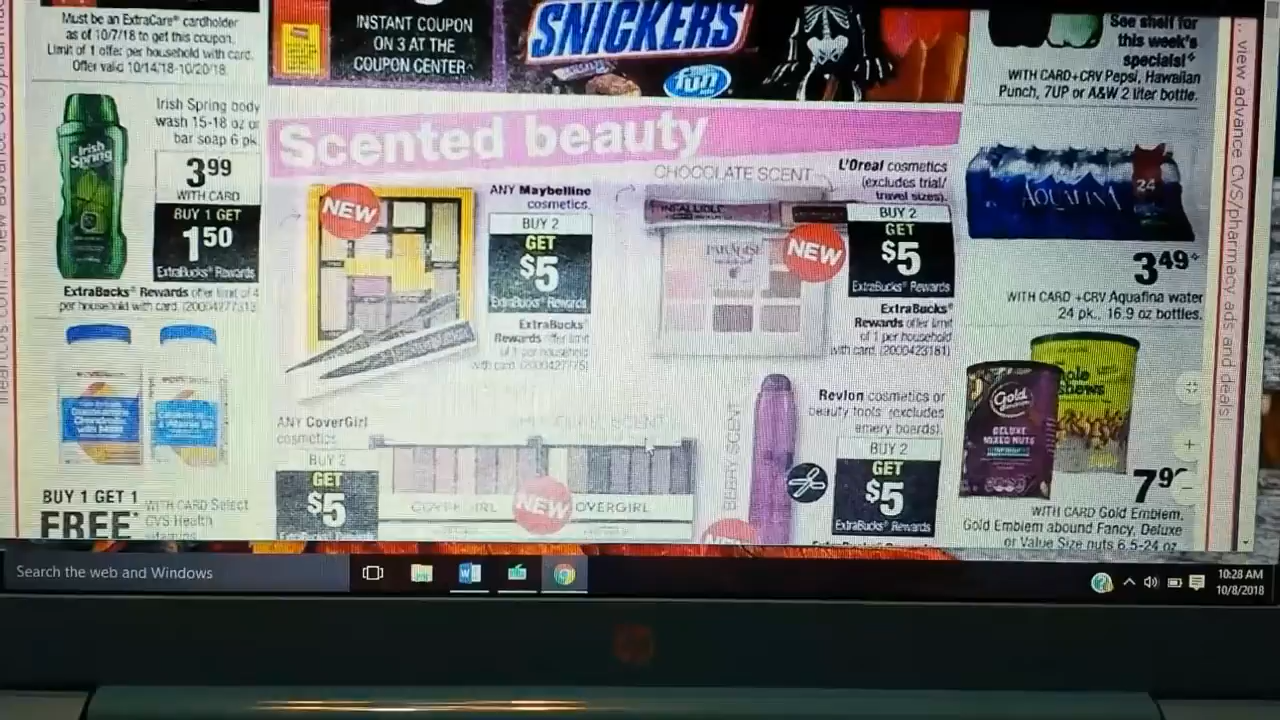 Must be an ExtraCare® cardholder
as of 10/7/18 to get this coupon.
Limit of 1 offer per household with card.
Offer valid 10/14/18-10/20/18.
INSTANT COUPON
ON 3 AT THE
COUPON CENTER^
SNICKERS
fun
See shelf for
this week's
specials!*
WITH CARD+CRV Pepsi, Hawaiian
Punch, 7UP or A&W 2 liter bottle.
Irish Spring body
wash 15-18 oz or
bar soap 6 pk.
Irish
Spring
3.99
WITH CARD
BUY 1 GET
1.50
ExtraBucks® Rewards
ExtraBucks® Rewards offer limit of 4
per household with card.
Scented beauty
NEW
ANY Maybelline
cosmetics.
BUY 2
GET
$5
ExtraBucks® Rewards
ExtraBucks®
Rewards offer limit
of 1 per household
with card. (2000427775)
CHOCOLATE SCENT
NEW
L'Oreal cosmetics
(excludes trial/
travel sizes).
BUY 2
GET
$5
ExtraBucks® Rewards
ExtraBucks®
Rewards offer limit
of 1 per household
with card. (2000423181)
AQUAFINA
24
3.49*
WITH CARD +CRV Aquafina water
24 pk., 16.9 oz bottles.
BUY 1 GET 1
FREE*
WITH CARD Select
CVS Health
vitamins.
ANY CoverGirl
cosmetics.
BUY 2
GET
$5
SCENT
COVERGIRL
NEW
COVERGIRL
BERRY SCENT
NEW
Revlon cosmetics or
beauty tools (excludes
emery boards).
BUY 2
GET
$5
ExtraBucks® Rewards
Gold
DELUXE
MIXED NUTS
7.9
WITH CARD Gold Emblem,
Gold Emblem abound Fancy, Deluxe
or Value Size nuts 6.5-24 oz
view advance CVS/pharmacy ads and deals!
Search the web and Windows
10:28 AM
10/8/2018
hp